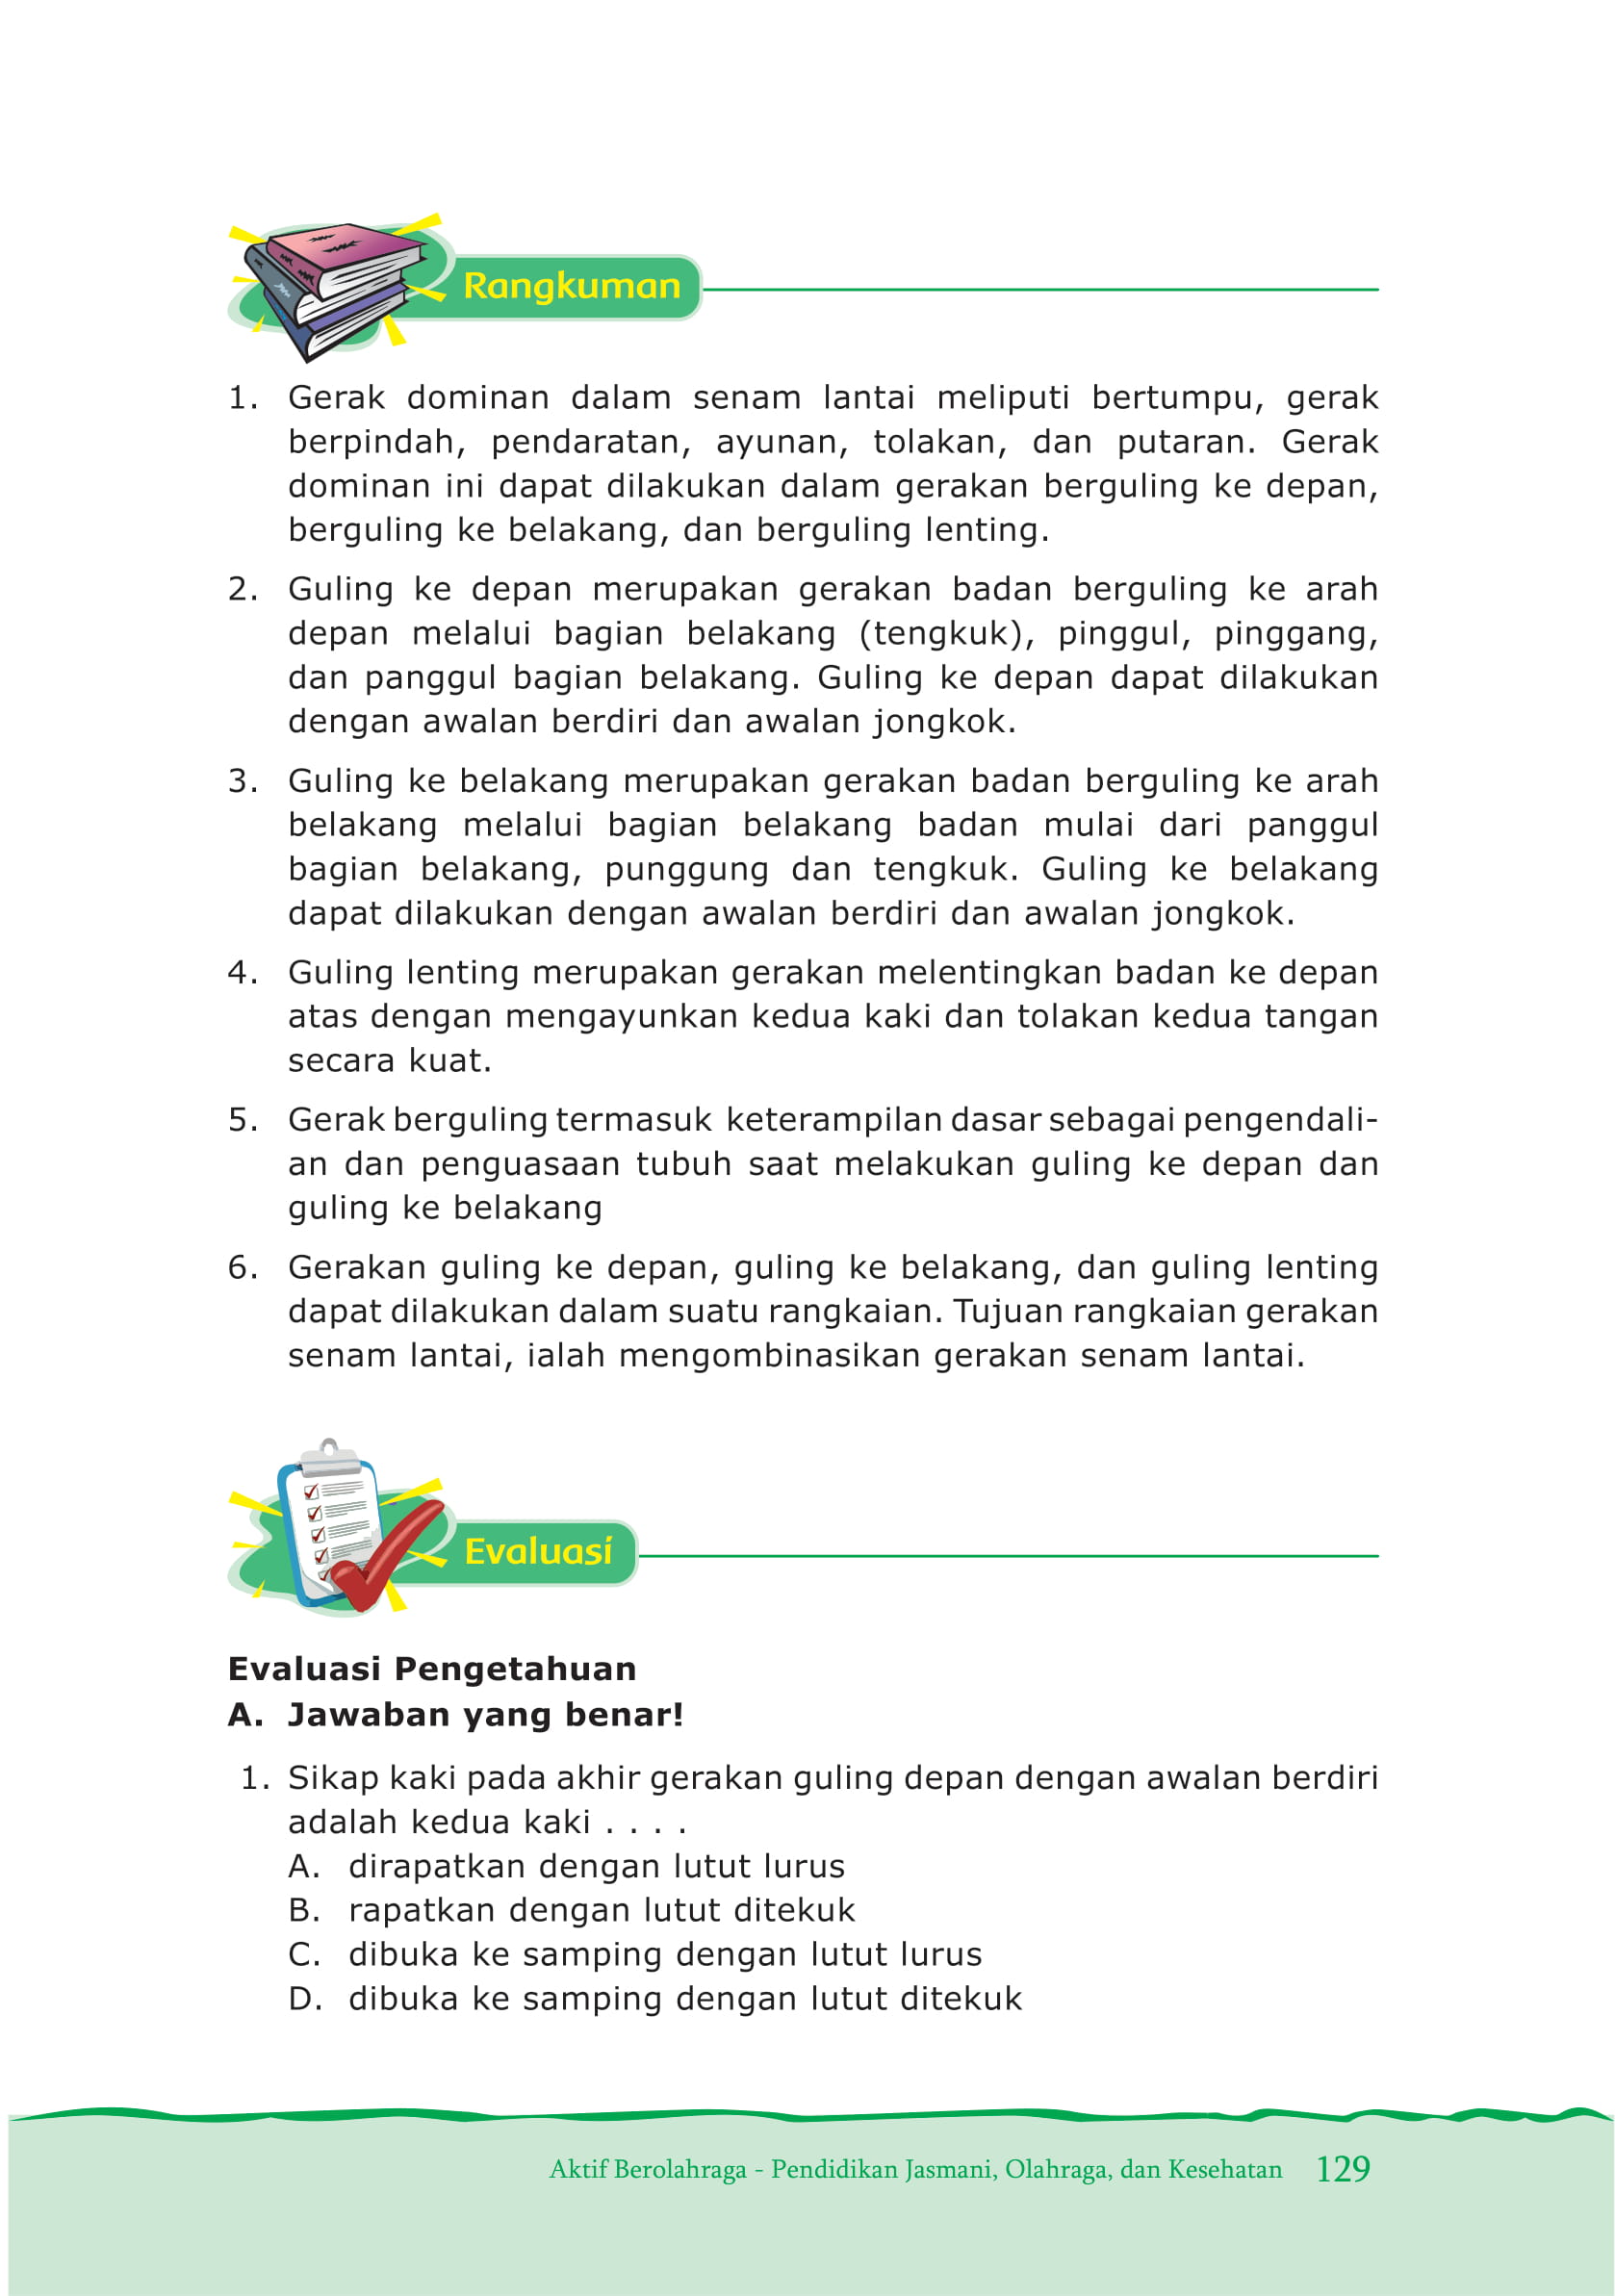 Rangkuman
1. Gerak dominan dalam senam lantai meliputi bertumpu, gerak
berpindah, pendaratan, ayunan, tolakan, dan putaran. Gerak
dominan ini dapat dilakukan dalam gerakan berguling ke depan,
berguling ke belakang, dan berguling lenting.
2. Guling ke depan merupakan gerakan badan berguling ke arah
depan melalui bagian belakang (tengkuk), pinggul, pinggang,
dan panggul bagian belakang. Guling ke depan dapat dilakukan
dengan awalan berdiri dan awalan jongkok.
3. Guling ke belakang merupakan gerakan badan berguling ke arah
belakang melalui bagian belakang badan mulai dari panggul
bagian belakang, punggung dan tengkuk. Guling ke belakang
dapat dilakukan dengan awalan berdiri dan awalan jongkok.
4. Guling lenting merupakan gerakan melentingkan badan ke depan
atas dengan mengayunkan kedua kaki dan tolakan kedua tangan
secara kuat.
5. Gerak berguling termasuk keterampilan dasar sebagai pengendali-
an dan penguasaan tubuh saat melakukan guling ke depan dan
guling ke belakang
6. Gerakan guling ke depan, guling ke belakang, dan guling lenting
dapat dilakukan dalam suatu rangkaian. Tujuan rangkaian gerakan
senam lantai, ialah mengombinasikan gerakan senam lantai.
Evaluasi
Evaluasi Pengetahuan
A. Jawaban yang benar!
1. Sikap kaki pada akhir gerakan guling depan dengan awalan berdiri
adalah kedua kaki . . . .
A. dirapatkan dengan lutut lurus
B. rapatkan dengan lutut ditekuk
C. dibuka ke samping dengan lutut lurus
D. dibuka ke samping dengan lutut ditekuk
Aktif Berolahraga - Pendidikan Jasmani, Olahraga, dan Kesehatan 129